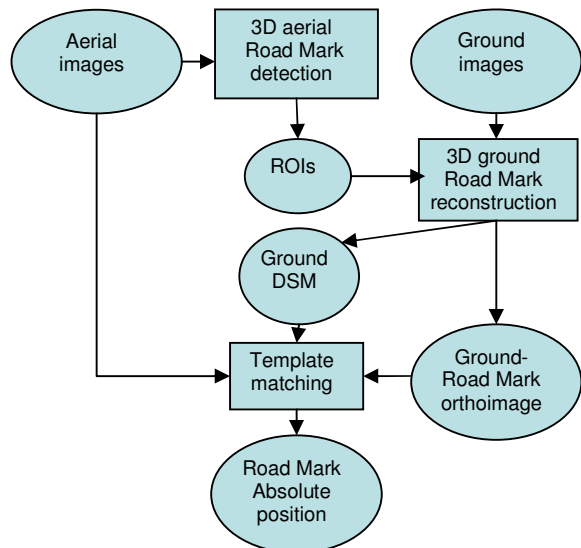 Aerial
images
3D aerial
Road Mark
detection
Ground
images
ROIs
3D ground
Road Mark
reconstruction
Ground
DSM
Template
matching
Ground-
Road Mark
orthoimage
Road Mark
Absolute
position